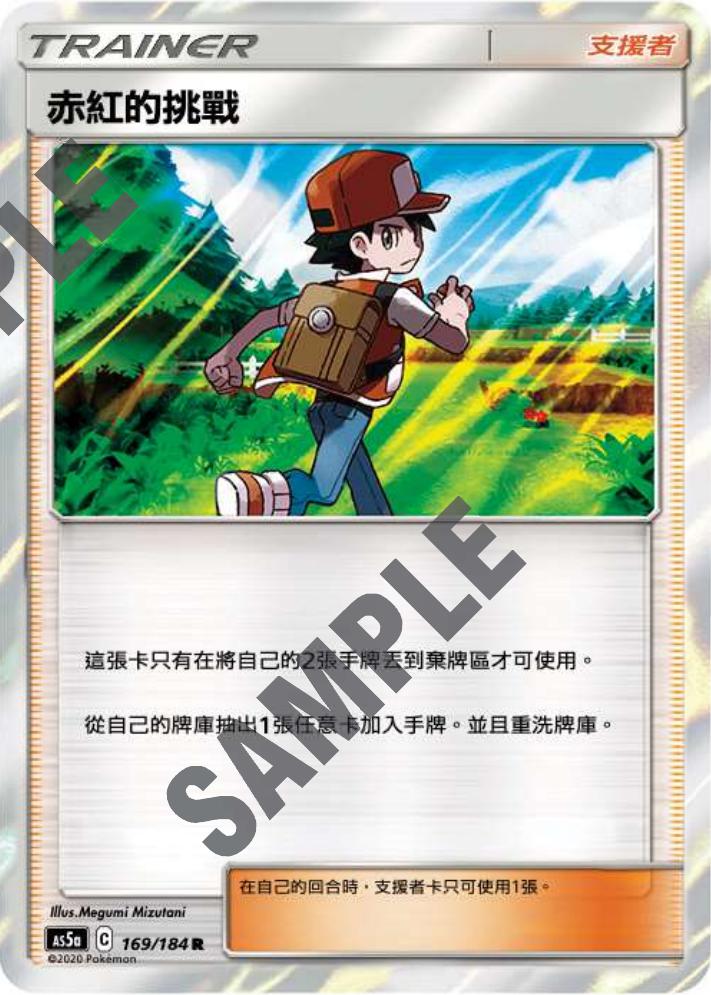 TRAINER
支援者
赤紅的挑戰
這張卡只有在將自己的2張手牌丟到棄牌區才可使用。
從自己的牌庫抽出1張任意卡加入手牌。並且重洗牌庫。
SAMPLE
PLE
在自己的回合時，支援者卡只可使用1張。
Illus.Megumi Mizutani
AS5a C 169/184 R
©2020 Pokémon